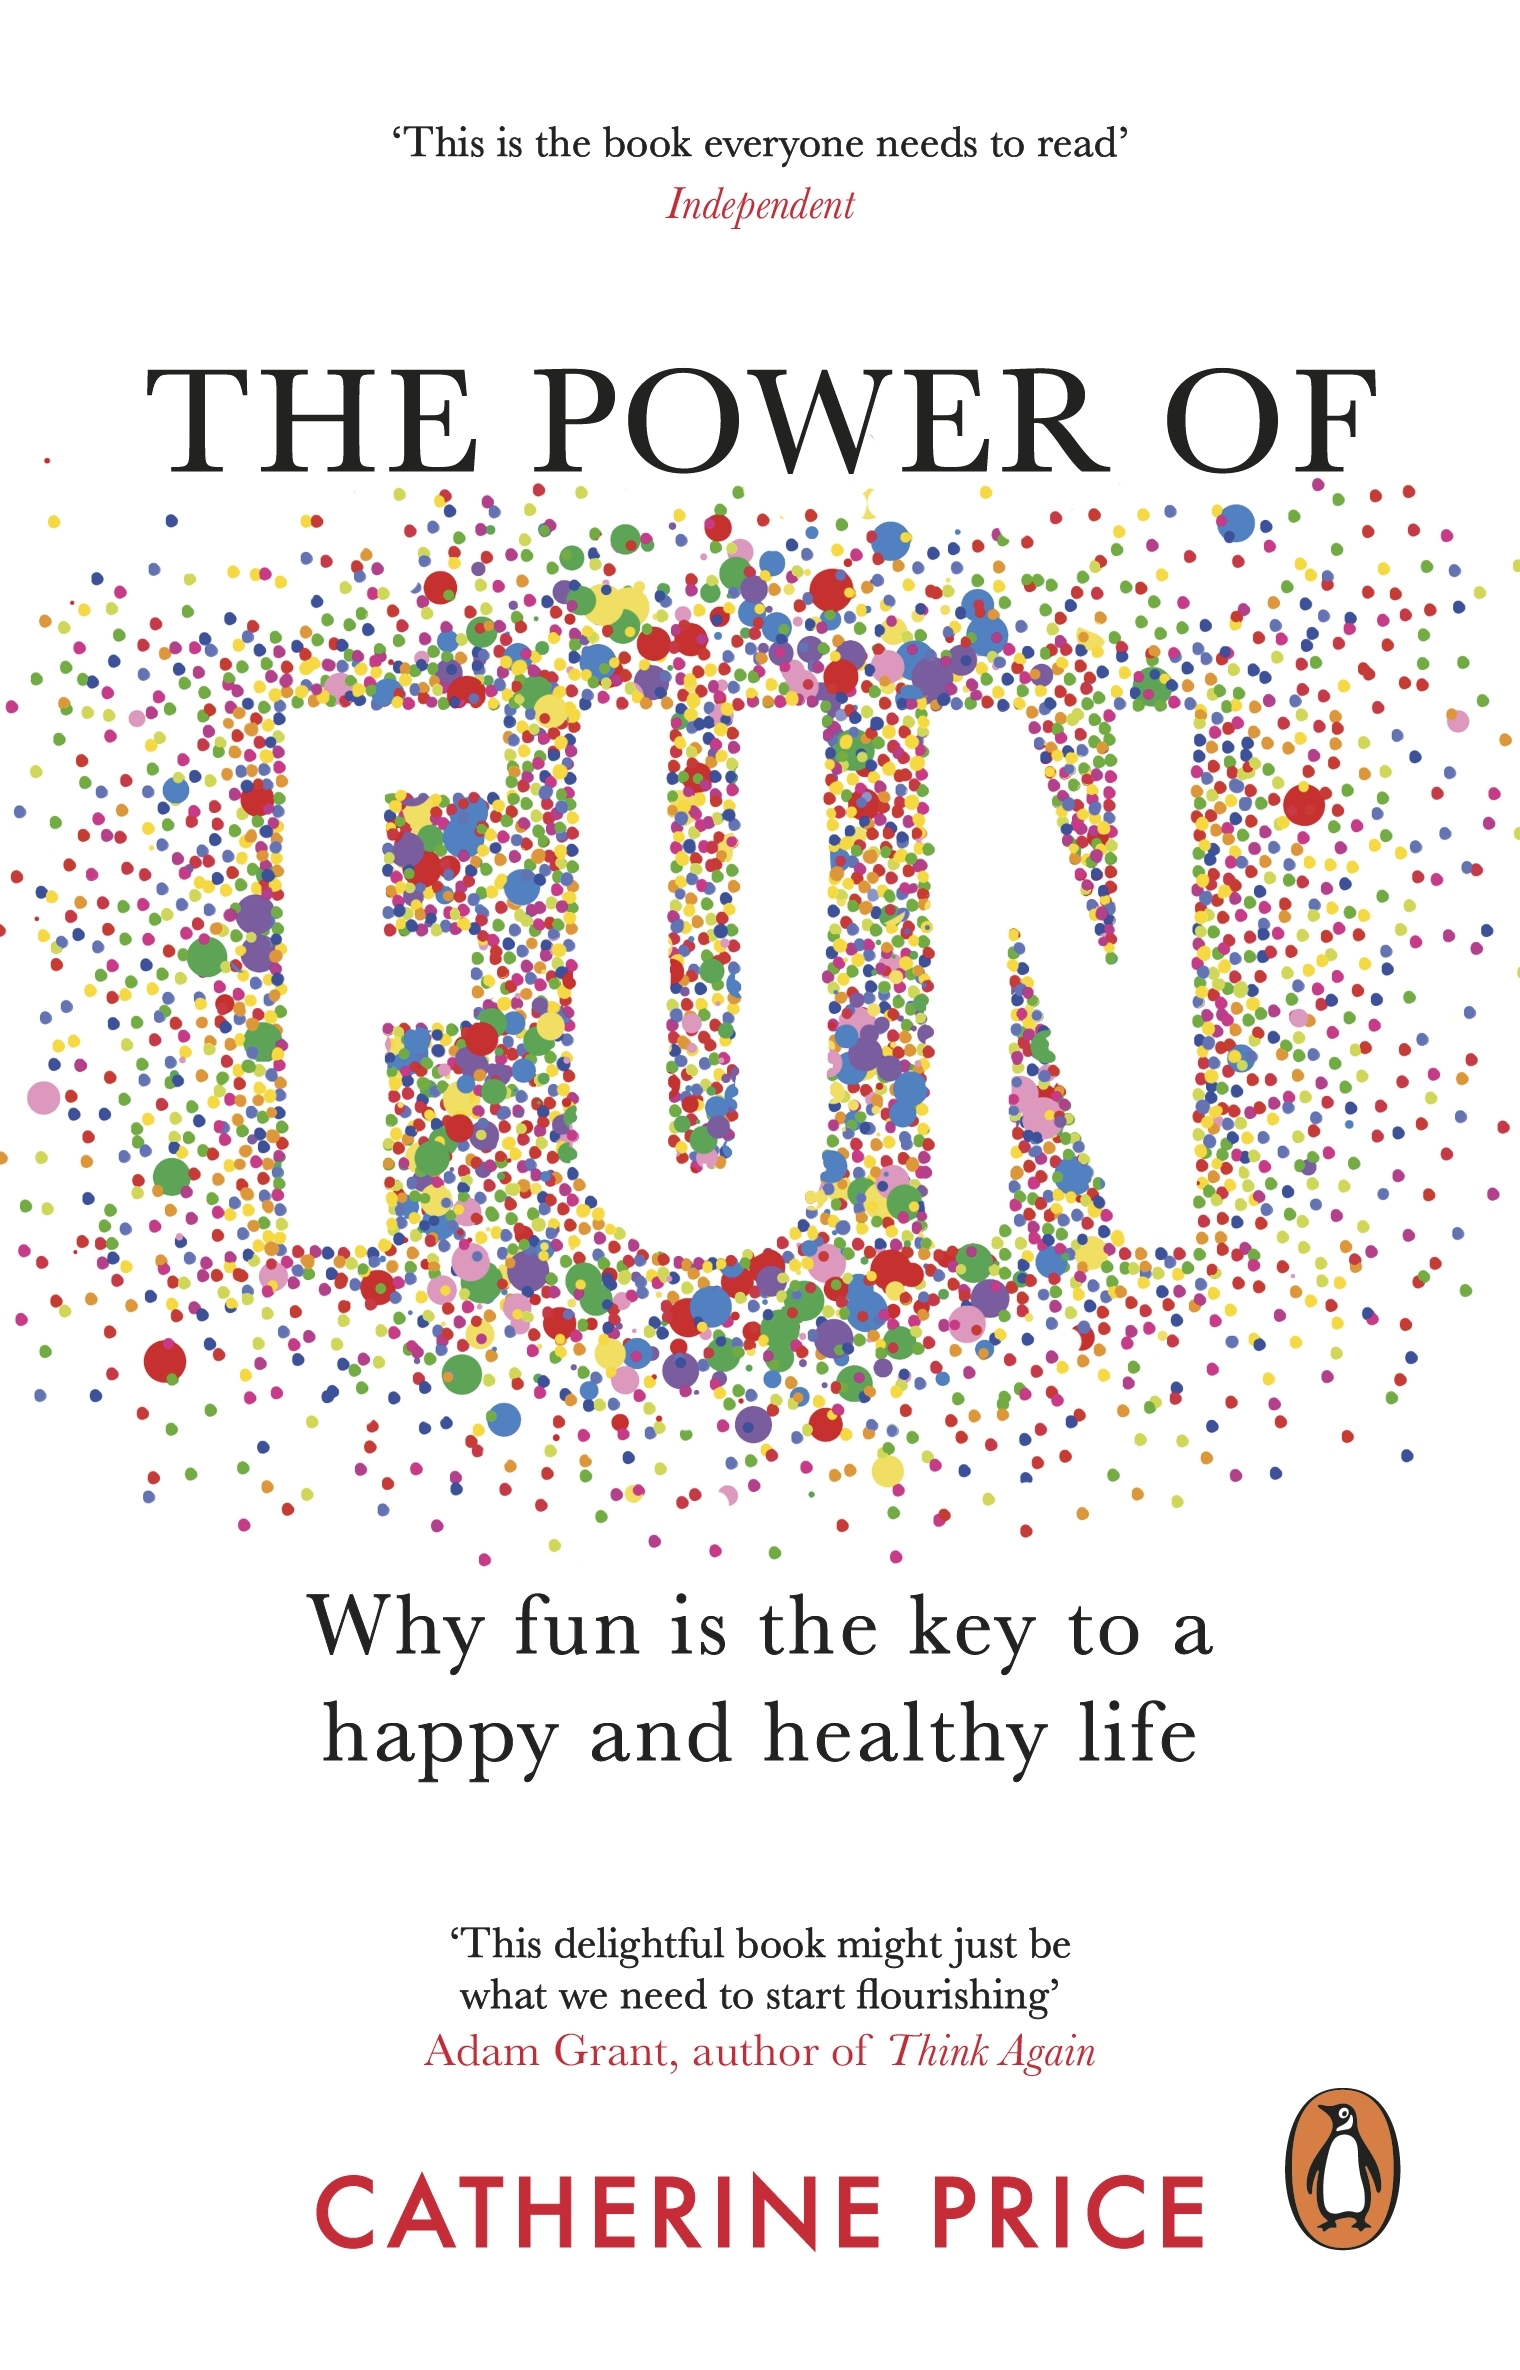 ‘This is the book everyone needs to read’
Independent
THE POWER OF
FUN
Why fun is the key to a
happy and healthy life
‘This delightful book might just be
what we need to start flourishing’
Adam Grant, author of Think Again
CATHERINE PRICE